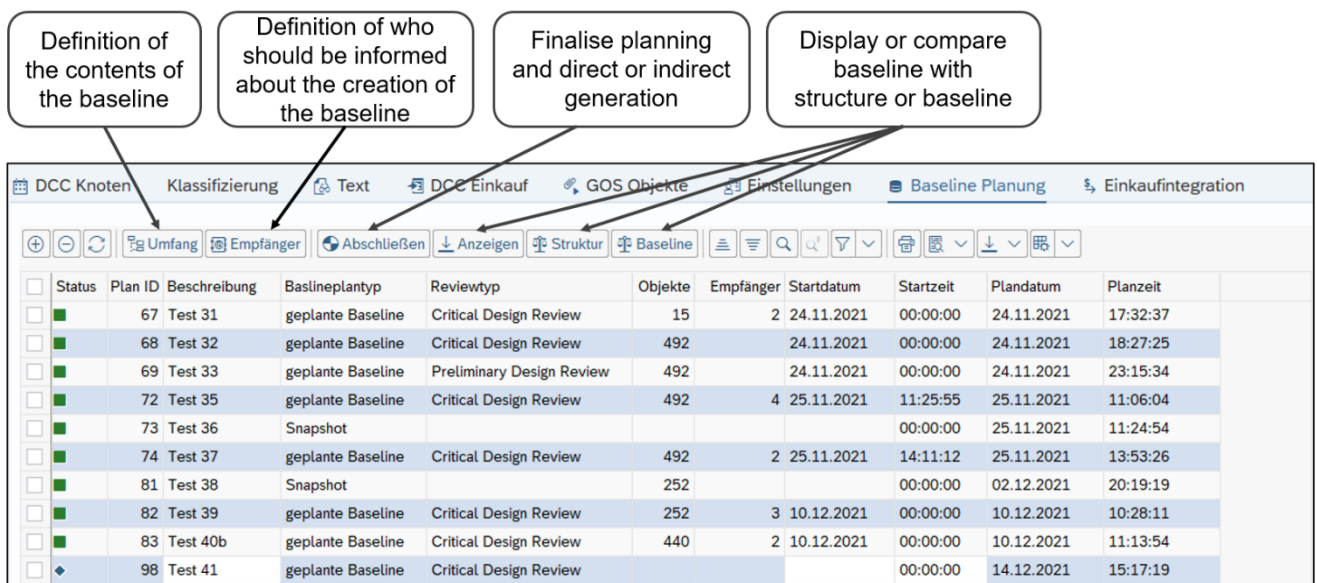 Definition of
the contents of
the baseline
Definition of who
should be informed
about the creation of
the baseline
Finalise planning
and direct or indirect
generation
Display or compare
baseline with
structure or baseline
DCC Knoten Klassifizierung Text DCC Einkauf GOS Objekte Einstellungen Baseline Planung Einkaufintegration
Umfang Empfänger Abschließen Anzeigen Struktur Baseline
Status Plan ID Beschreibung Baslineplantyp Reviewtyp Objekte Empfänger Startdatum Startzeit Plandatum Planzeit
67 Test 31 geplante Baseline Critical Design Review 15 2 24.11.2021 00:00:00 24.11.2021 17:32:37
68 Test 32 geplante Baseline Critical Design Review 492 24.11.2021 00:00:00 24.11.2021 18:27:25
69 Test 33 geplante Baseline Preliminary Design Review 492 24.11.2021 00:00:00 24.11.2021 23:15:34
72 Test 35 geplante Baseline Critical Design Review 492 4 25.11.2021 11:25:55 25.11.2021 11:06:04
73 Test 36 Snapshot 00:00:00 25.11.2021 11:24:54
74 Test 37 geplante Baseline Critical Design Review 492 2 25.11.2021 14:11:12 25.11.2021 13:53:26
81 Test 38 Snapshot 252 00:00:00 02.12.2021 20:19:19
82 Test 39 geplante Baseline Critical Design Review 252 3 10.12.2021 00:00:00 10.12.2021 10:28:11
83 Test 40b geplante Baseline Critical Design Review 440 2 10.12.2021 00:00:00 10.12.2021 11:13:54
98 Test 41 geplante Baseline Critical Design Review 00:00:00 14.12.2021 15:17:19